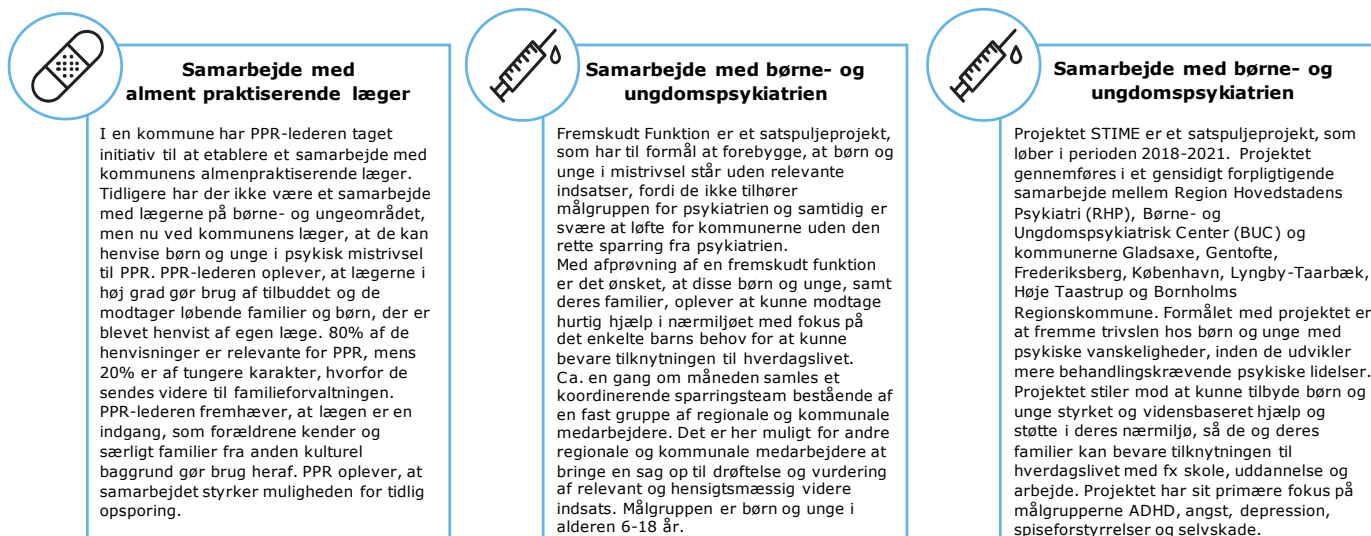 Samarbejde med
alment praktiserende læger
I en kommune har PPR-lederen taget
initiativ til at etablere et samarbejde med
kommunens almenpraktiserende læger.
Tidligere har der ikke være et samarbejde
med lægerne på børne- og ungeområdet,
men nu ved kommunens læger, at de kan
henvise børn og unge i psykisk mistrivsel
til PPR. PPR-lederen oplever, at lægerne i
høj grad gør brug af tilbuddet og de
modtager løbende familier og børn, der er
blevet henvist af egen læge. 80% af de
henvisninger er relevante for PPR, mens
20% er af tungere karakter, hvorfor de
sendes videre til familieforvaltningen.
PPR-lederen fremhæver, at lægen er en
indgang, som forældrene kender og
særligt familier fra anden kulturel
baggrund gør brug heraf. PPR oplever, at
samarbejdet styrker muligheden for tidlig
opsporing.
Samarbejde med børne- og
ungdomspsykiatrien
Fremskudt Funktion er et satspuljeprojekt,
som har til formål at forebygge, at børn og
unge i mistrivsel står uden relevante
indsatser, fordi de ikke tilhører
målgruppen for psykiatrien og samtidig er
svære at løfte for kommunerne uden den
rette sparring fra psykiatrien.
Med afprøvning af en fremskudt funktion
er det ønsket, at disse børn og unge, samt
deres familier, oplever at kunne modtage
hurtig hjælp i nærmiljøet med fokus på
det enkelte barns behov for at kunne
bevare tilknytningen til hverdagslivet.
Ca. en gang om måneden samles et
koordinerende sparringsteam bestående af
en fast gruppe af regionale og kommunale
medarbejdere. Det er her muligt for andre
regionale og kommunale medarbejdere at
bringe en sag op til drøftelse og vurdering
af relevant og hensigtsmæssig videre
indsats. Målgruppen er børn og unge i
alderen 6-18 år.
Samarbejde med børne- og
ungdomspsykiatrien
Projektet STIME er et satspuljeprojekt, som
løber i perioden 2018-2021. Projektet
gennemføres i et gensidigt forpligtigende
samarbejde mellem Region Hovedstadens
Psykiatri (RHP), Børne- og
Ungdomspsykiatrisk Center (BUC) og
kommunerne Gladsaxe, Gentofte,
Frederiksberg, København, Lyngby-Taarbæk,
Høje Taastrup og Bornholms
Regionskommune. Formålet med projektet er
at fremme trivslen hos børn og unge med
psykiske vanskeligheder, inden de udvikler
mere behandlingskrævende psykiske lidelser.
Projektet stiler mod at kunne tilbyde børn og
unge styrket og vidensbaseret hjælp og
støtte i deres nærmiljø, så de og deres
familier kan bevare tilknytningen til
hverdagslivet med fx skole, uddannelse og
arbejde. Projektet har sit primære fokus på
målgrupperne ADHD, angst, depression,
spiseforstyrrelser og selvskade.